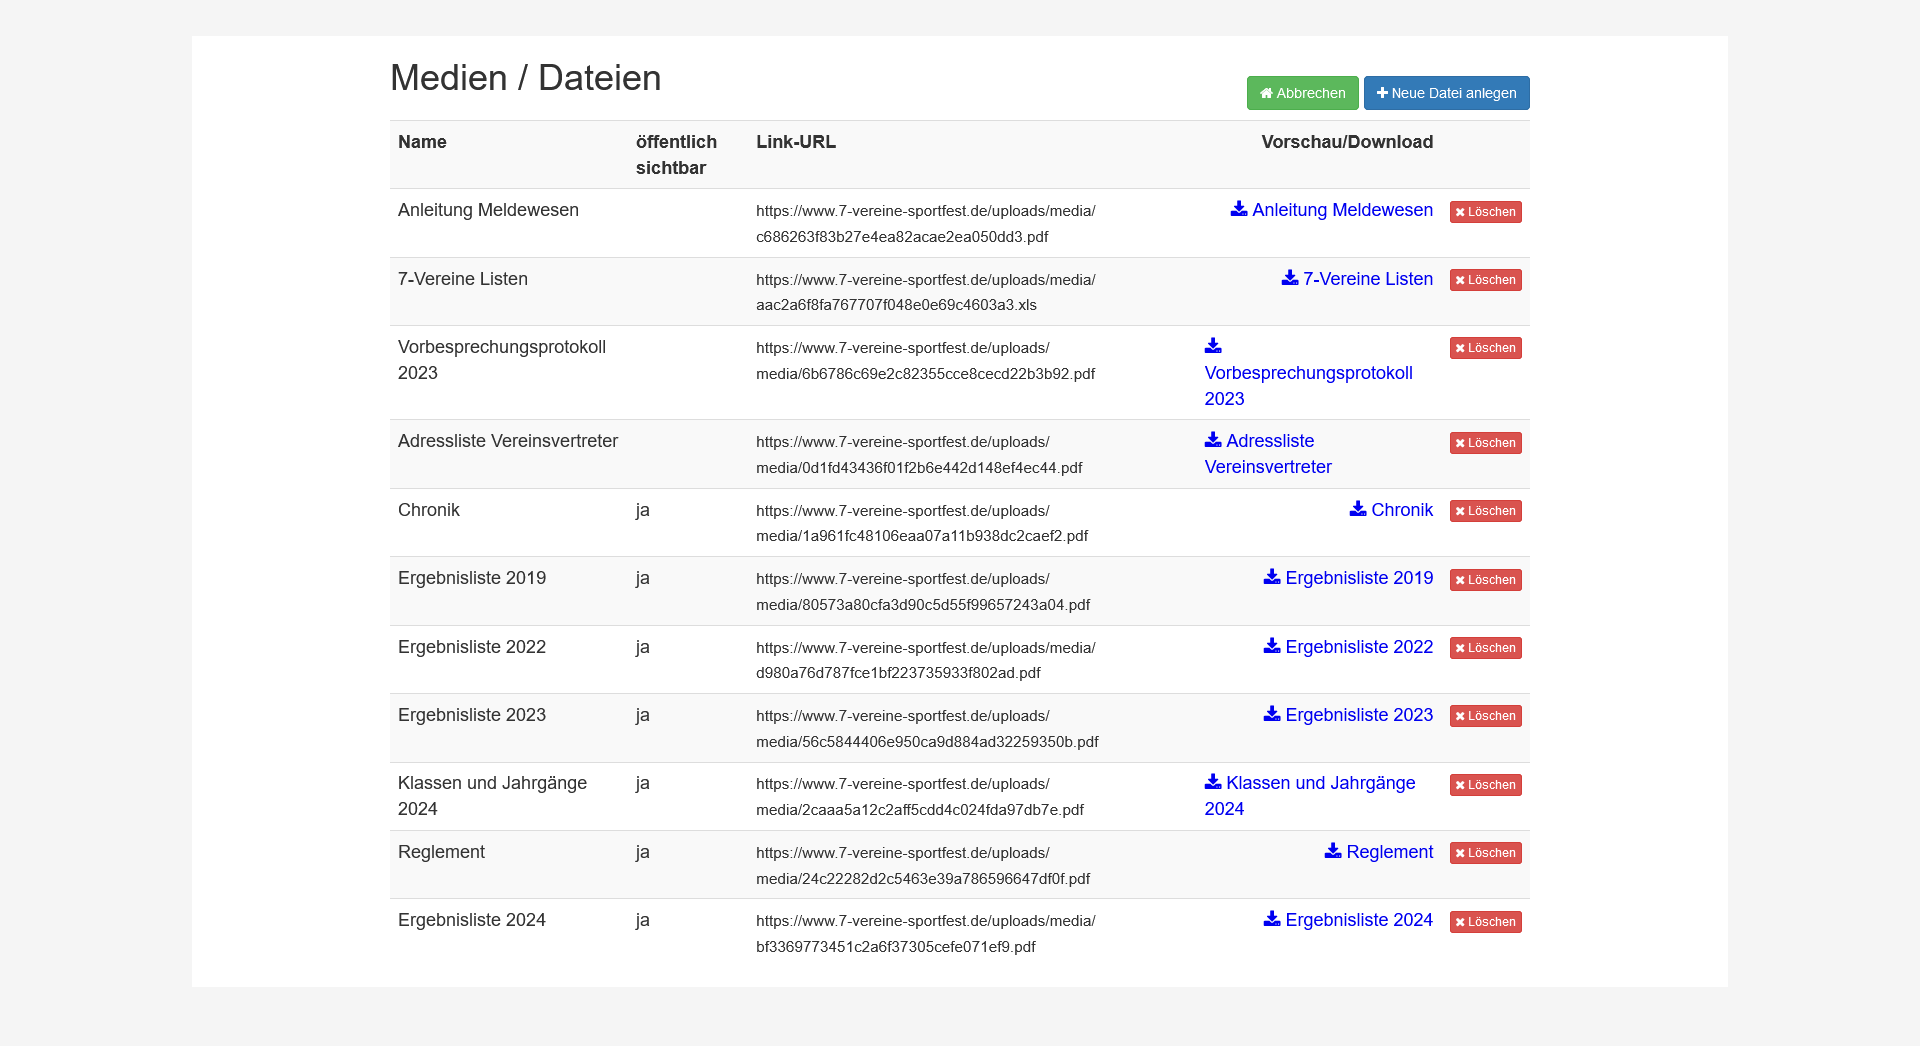 Medien / Dateien
Abbrechen
Neue Datei anlegen
Name
öffentlich
sichtbar
Link-URL
Vorschau/Download
Anleitung Meldewesen
https://www.7-vereine-sportfest.de/uploads/media/
c686263f83b27e4ea82acae2ea050dd3.pdf
Anleitung Meldewesen
Löschen
7-Vereine Listen
https://www.7-vereine-sportfest.de/uploads/media/
aac2a6f8fa767707f048e0e69c4603a3.xls
7-Vereine Listen
Löschen
Vorbesprechungsprotokoll
2023
https://www.7-vereine-sportfest.de/uploads/
media/6b6786c69e2c82355cce8cecd22b3b92.pdf
Vorbesprechungsprotokoll
2023
Löschen
Adressliste Vereinsvertreter
https://www.7-vereine-sportfest.de/uploads/
media/0d1fd43436f01f2b6e442d148ef4ec44.pdf
Adressliste
Vereinsvertreter
Löschen
Chronik
ja
https://www.7-vereine-sportfest.de/uploads/
media/1a961fc48106eaa07a11b938dc2caef2.pdf
Chronik
Löschen
Ergebnisliste 2019
ja
https://www.7-vereine-sportfest.de/uploads/
media/80573a80cfa3d90c5d55f99657243a04.pdf
Ergebnisliste 2019
Löschen
Ergebnisliste 2022
ja
https://www.7-vereine-sportfest.de/uploads/media/
d980a76d787fce1bf223735933f802ad.pdf
Ergebnisliste 2022
Löschen
Ergebnisliste 2023
ja
https://www.7-vereine-sportfest.de/uploads/
media/56c5844406e950ca9d884ad32259350b.pdf
Ergebnisliste 2023
Löschen
Klassen und Jahrgänge
2024
ja
https://www.7-vereine-sportfest.de/uploads/
media/2caaa5a12c2aff5cdd4c024fda97db7e.pdf
Klassen und Jahrgänge
2024
Löschen
Reglement
ja
https://www.7-vereine-sportfest.de/uploads/
media/24c22282d2c5463e39a786596647df0f.pdf
Reglement
Löschen
Ergebnisliste 2024
ja
https://www.7-vereine-sportfest.de/uploads/media/
bf3369773451c2a6f37305cefe071ef9.pdf
Ergebnisliste 2024
Löschen